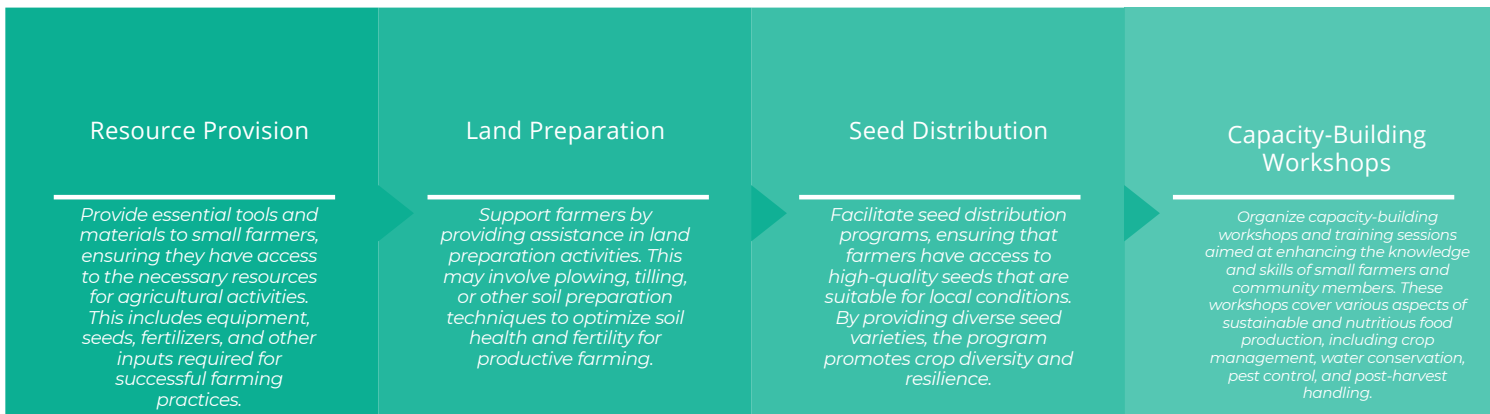 Resource Provision
Provide essential tools and
materials to small farmers,
ensuring they have access
to the necessary resources
for agricultural activities.
This includes equipment,
seeds, fertilizers, and other
inputs required for
successful farming
practices.
Land Preparation
Support farmers by
providing assistance in land
preparation activities. This
may involve plowing, tilling,
or other soil preparation
techniques to optimize soil
health and fertility for
productive farming.
Seed Distribution
Facilitate seed distribution
programs, ensuring that
farmers have access to
high-quality seeds that are
suitable for local conditions.
By providing diverse seed
varieties, the program
promotes crop diversity and
resilience.
Capacity-Building
Workshops
Organize capacity-building
workshops and training sessions
aimed at enhancing the knowledge
and skills of small farmers and
community members. These
workshops cover various aspects of
sustainable and nutritious food
production, including crop
management, water conservation,
pest control, and post-harvest
handling.